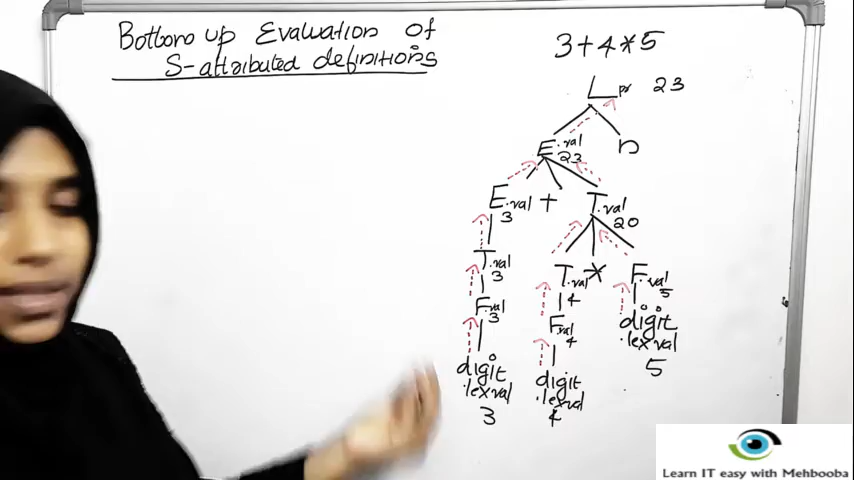 Bottom up Evaluation of
S-attributed definitions
3+4*5
L pr 23
E.val n
23
E.val + T.val
3 20
T.val T.val * F.val
3 4 5
F.val F.val digit
3 4 .lexval
digit digit 5
.lexval .lexval
3 4
Learn IT easy with Mehbooba